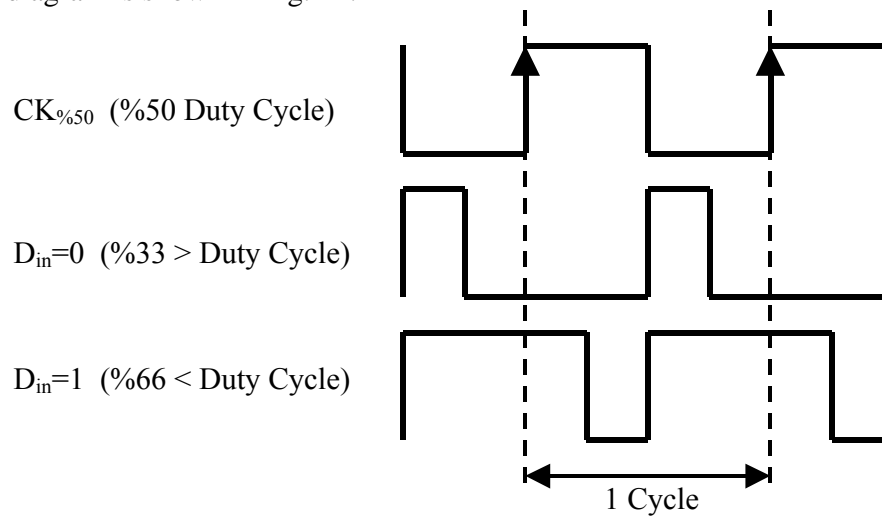 CK%50 (%50 Duty Cycle)
Din=0 (%33 > Duty Cycle)
Din=1 (%66 < Duty Cycle)
1 Cycle